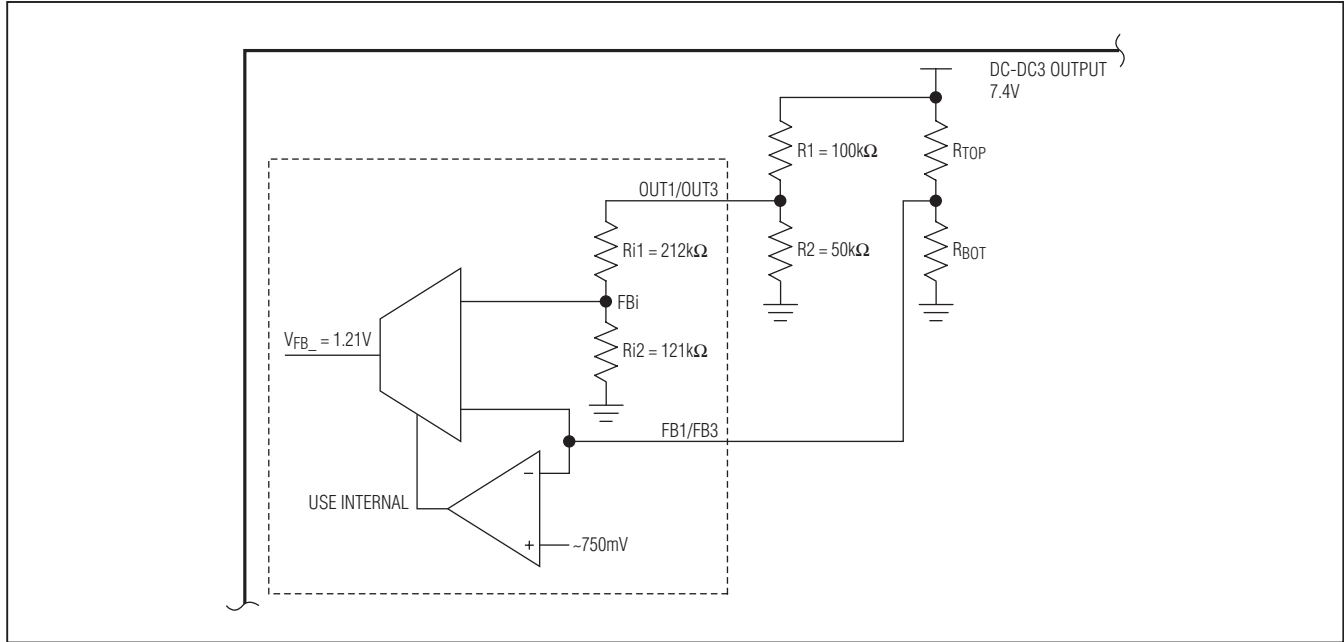 DC-DC3 OUTPUT
7.4V
R1 = 100kΩ
RTOP
OUT1/OUT3
Ri1 = 212kΩ
R2 = 50kΩ
RBOT
FBi
VFB_ = 1.21V
Ri2 = 121kΩ
FB1/FB3
−
USE INTERNAL
+
~750mV